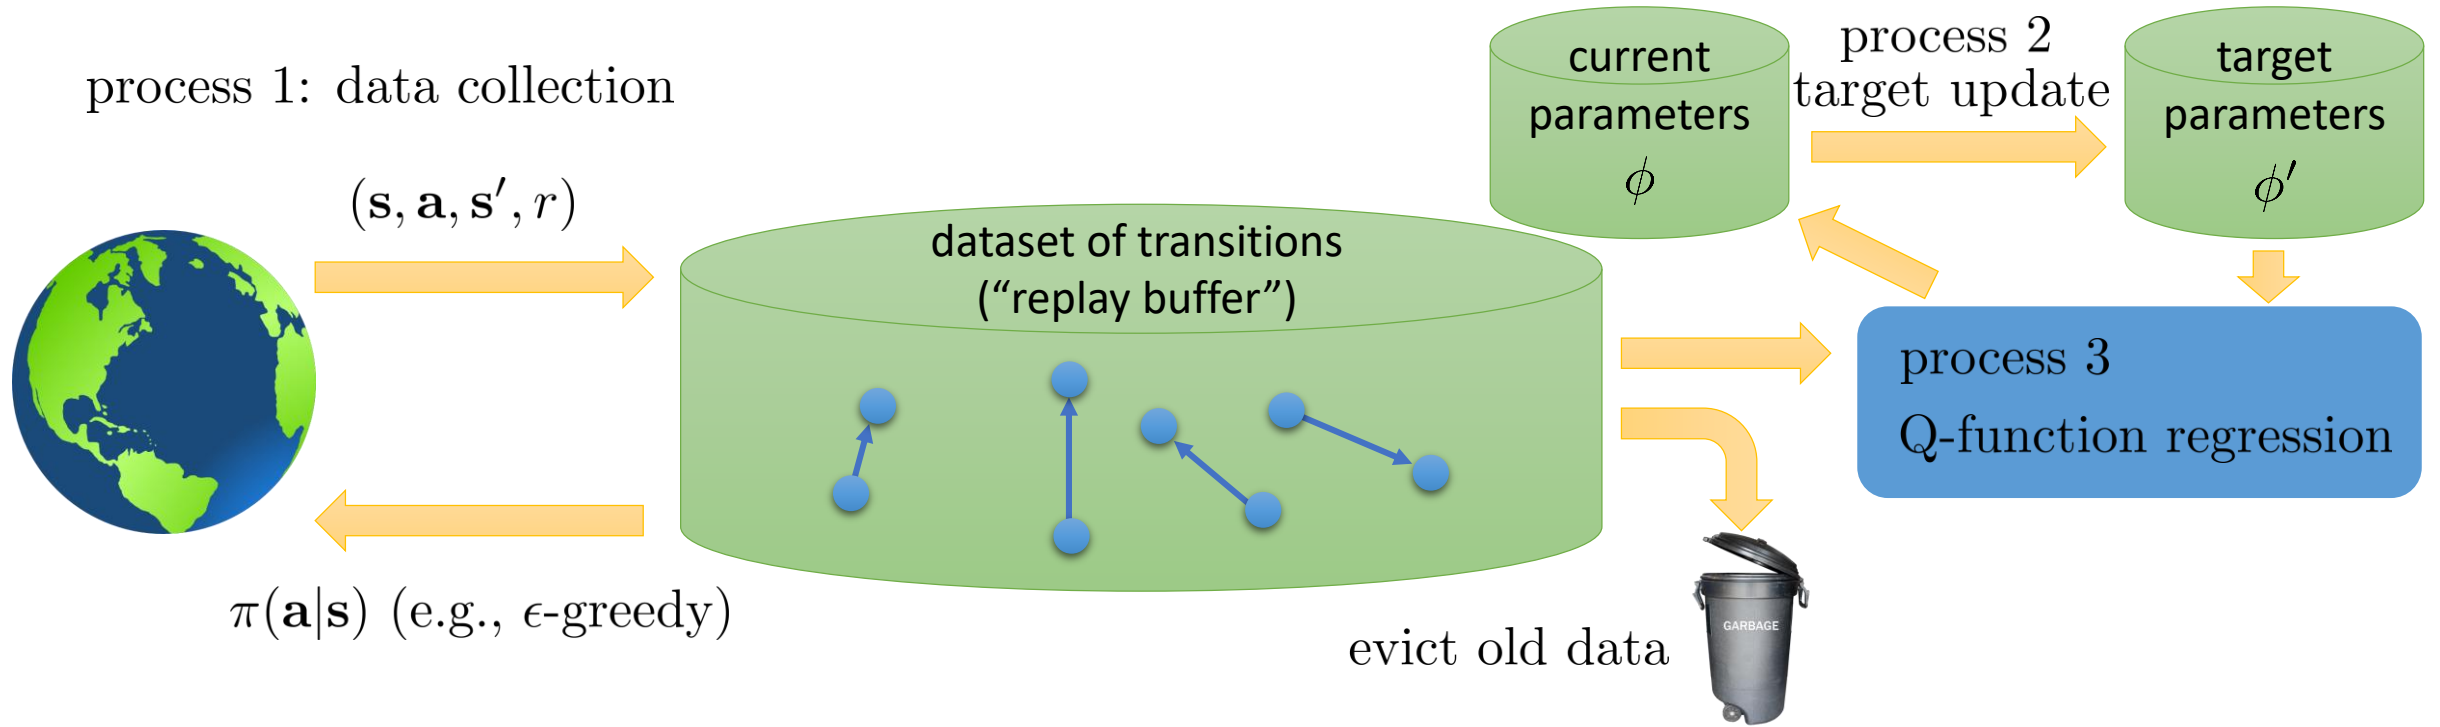 process 1: data collection
(s, a, s′, r)
π(a|s) (e.g., ϵ-greedy)
dataset of transitions
(“replay buffer”)
current
parameters
ϕ
process 2
target update
target
parameters
ϕ′
process 3
Q-function regression
evict old data
GARBAGE